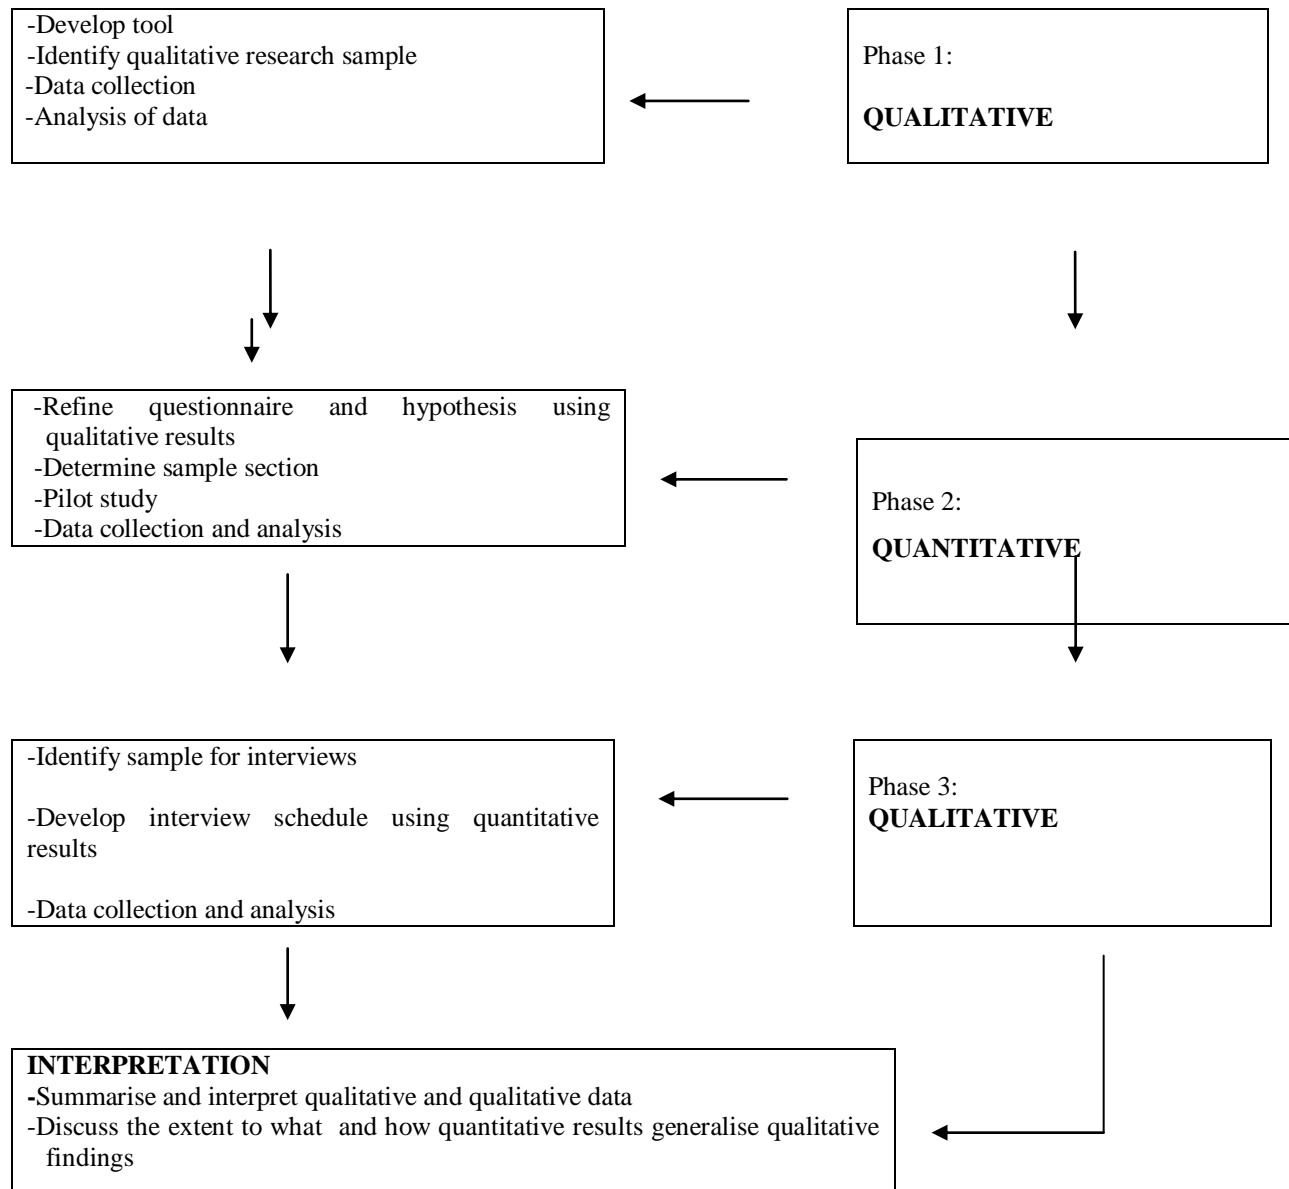 -Develop tool
-Identify qualitative research sample
-Data collection
-Analysis of data
Phase 1:
QUALITATIVE
-Refine questionnaire and hypothesis using
qualitative results
-Determine sample section
-Pilot study
-Data collection and analysis
Phase 2:
QUANTITATIVE
-Identify sample for interviews
-Develop interview schedule using quantitative
results
-Data collection and analysis
Phase 3:
QUALITATIVE
INTERPRETATION
-Summarise and interpret qualitative and qualitative data
-Discuss the extent to what and how quantitative results generalise qualitative
findings